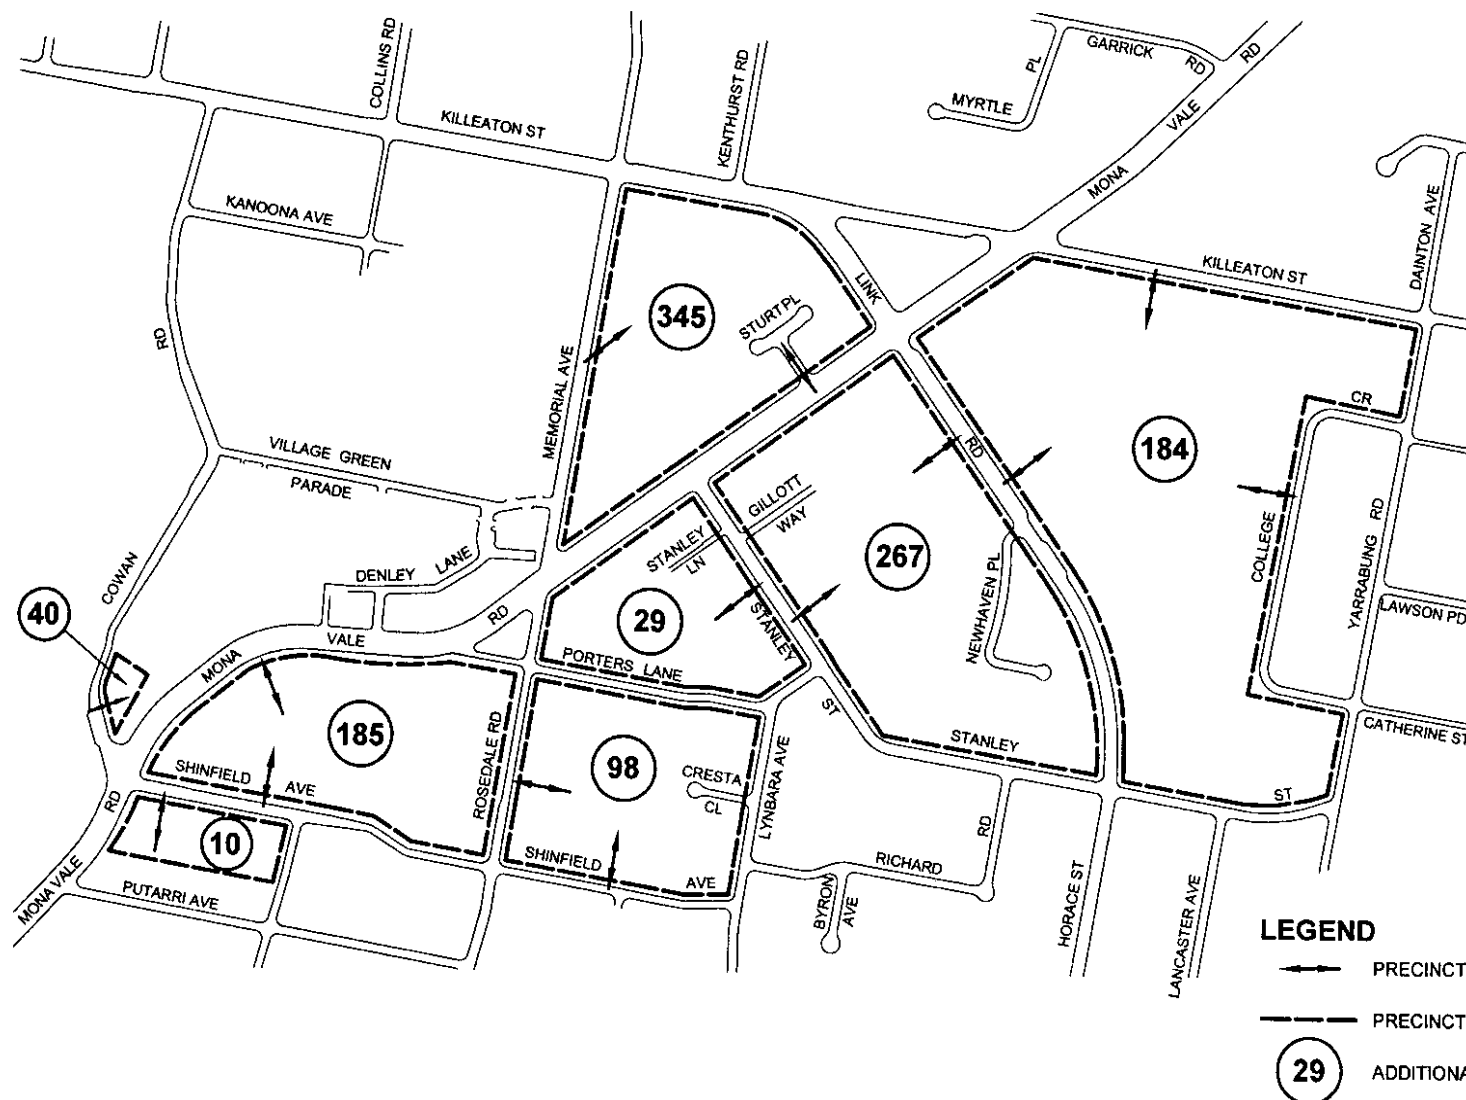 COLLINS RD
KILLEATON ST
KENTHURST RD
GARRICK
RD
PL
MYRTLE
RD
VALE
MONA
DAINTON AVE
KANOONA AVE
KILLEATON ST
LINK
STURT PL
345
RD
MEMORIAL AVE
CR
184
VILLAGE GREEN
PARADE
RD
GILLOTT
WAY
STANLEY
LN
267
COLLEGE
YARRABUNG RD
COWAN
DENLEY LANE
NEWHAVEN PL
LAWSON PD
40
29
STANLEY
RD
VALE
MONA
PORTERS LANE
ST
185
ROSEDALE RD
98
STANLEY
CATHERINE ST
SHINFIELD
AVE
CRESTA
CL
LYNBARA AVE
ST
RD
10
RD
SHINFIELD
AVE
RICHARD
MONA VALE
PUTARRI AVE
BYRON
AVE
HORACE ST
LANCASTER AVE
LEGEND
PRECINCT
PRECINCT
29
ADDITIONA